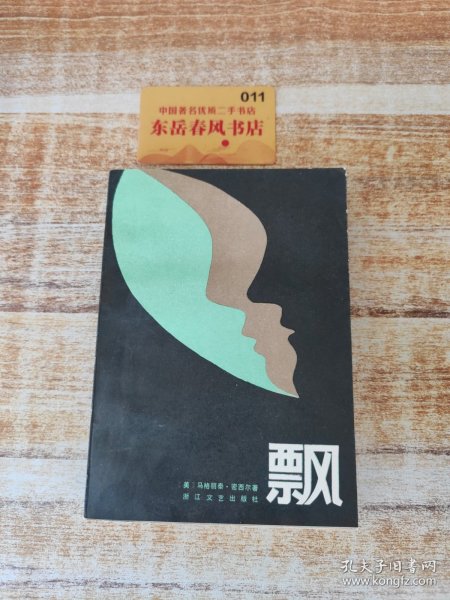 011
中国著名优质二手书店
东岳春风书店
飘
美:马格丽泰·密西尔著
浙江文艺出版社
孔夫子旧书网
www.kongfz.com